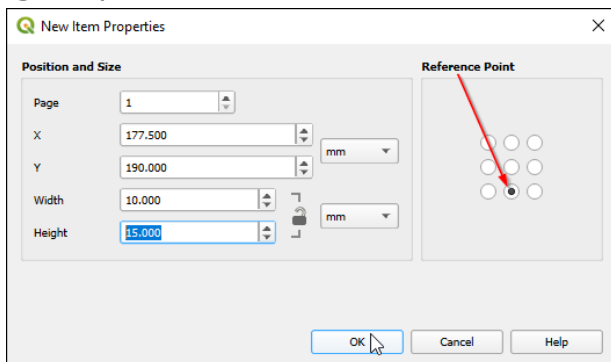 New Item Properties
Position and Size
Reference Point
Page
1
X
177.500
mm
Y
190.000
Width
10.000
mm
Height
15.000
OK
Cancel
Help